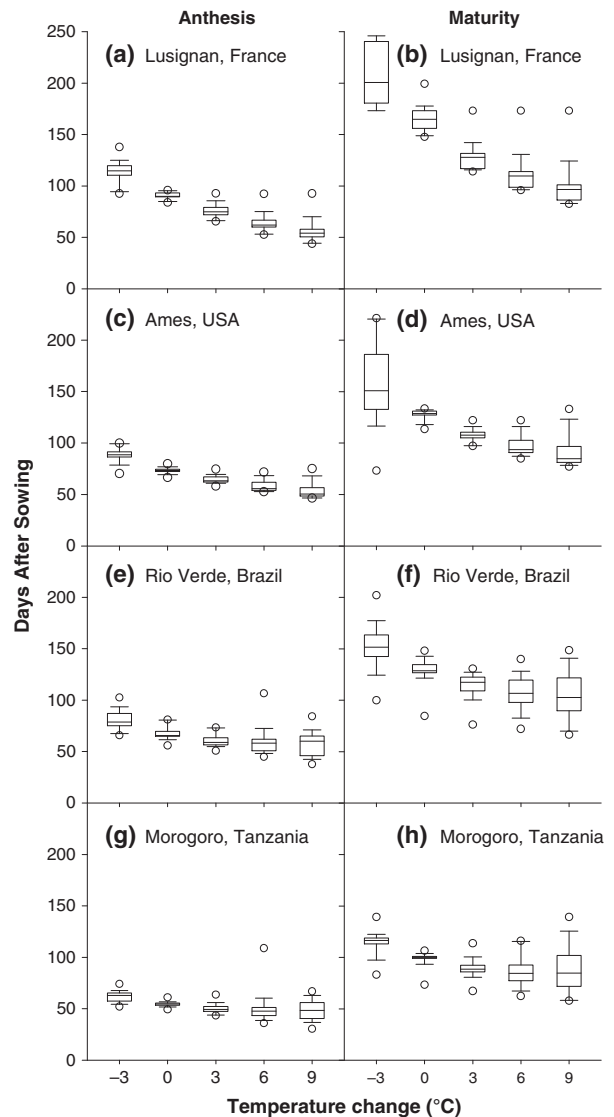 Anthesis
Maturity
250
(a) Lusignan, France
(b) Lusignan, France
200
150
100
50
0
(c) Ames, USA
(d) Ames, USA
200
150
100
50
0
(e) Rio Verde, Brazil
(f) Rio Verde, Brazil
200
150
100
50
0
(g) Morogoro, Tanzania
(h) Morogoro, Tanzania
200
150
100
50
0
Days After Sowing
−3 0 3 6 9 −3 0 3 6 9
Temperature change (°C)